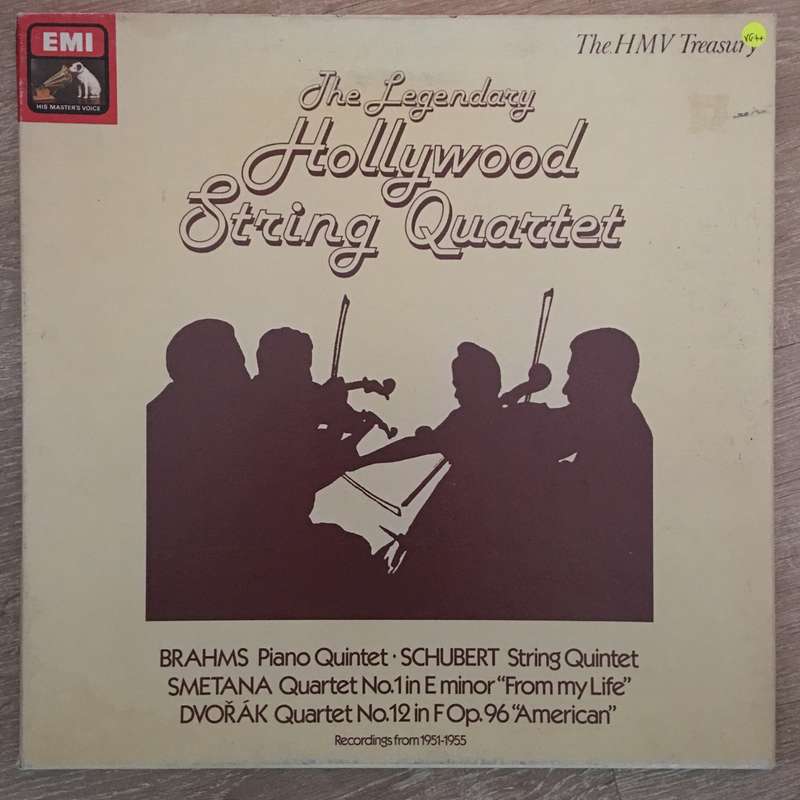 EMI
HIS MASTER'S VOICE
The HMV Treasury
VG++
The Legendary
Hollywood
String Quartet
BRAHMS Piano Quintet · SCHUBERT String Quintet
SMETANA Quartet No.1 in E minor "From my Life"
DVOŘÁK Quartet No.12 in F Op.96 "American"
Recordings from 1951-1955